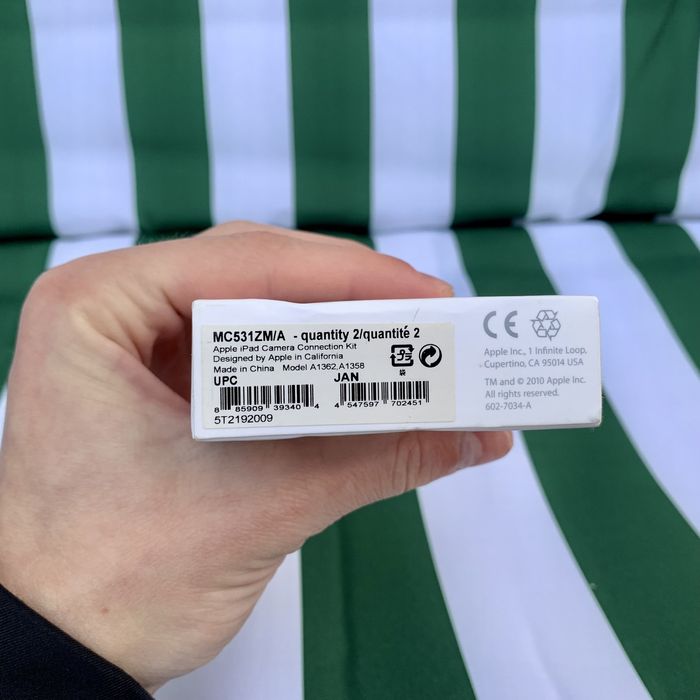 MC531ZM/A - quantity 2/quantité 2
Apple iPad Camera Connection Kit
Designed by Apple in California
Made in China Model A1362,A1358
UPC JAN
8 85909 39340 4 4 547597 702451
5T2192009
袋
CE
Apple Inc., 1 Infinite Loop,
Cupertino, CA 95014 USA
TM and © 2010 Apple Inc.
All rights reserved.
602-7034-A